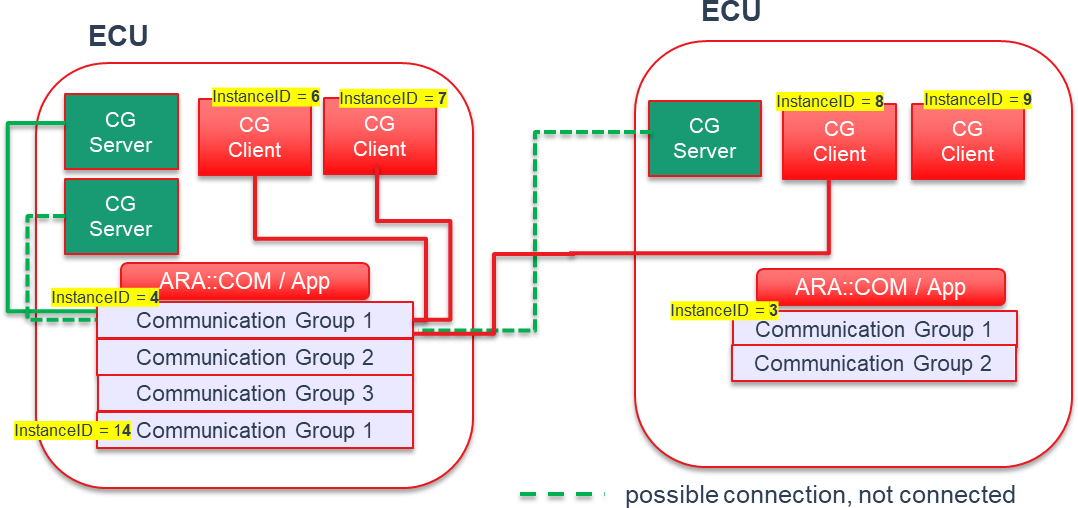 ECU
ECU
InstanceID = 6
InstanceID = 7
CG
Server
CG
Client
CG
Client
CG
Server
ARA::COM / App
InstanceID = 4
Communication Group 1
Communication Group 2
Communication Group 3
InstanceID = 14
Communication Group 1
InstanceID = 8
InstanceID = 9
CG
Server
CG
Client
CG
Client
ARA::COM / App
InstanceID = 3
Communication Group 1
Communication Group 2
possible connection, not connected